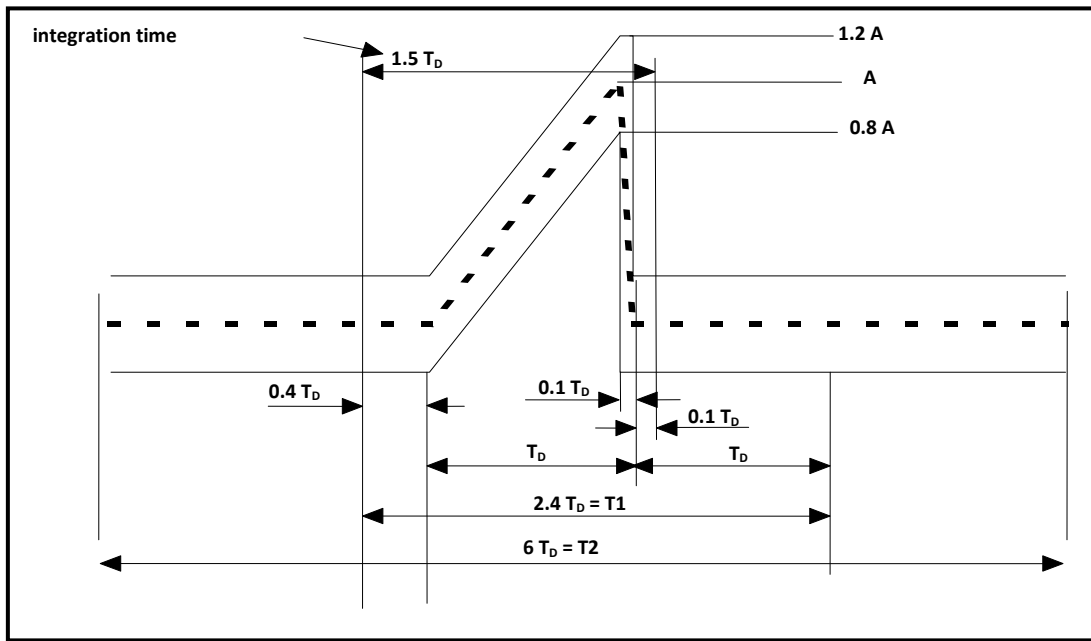 integration time
1.2 A
1.5 TD
A
0.8 A
0.4 TD
0.1 TD
0.1 TD
TD
TD
2.4 TD = T1
6 TD = T2